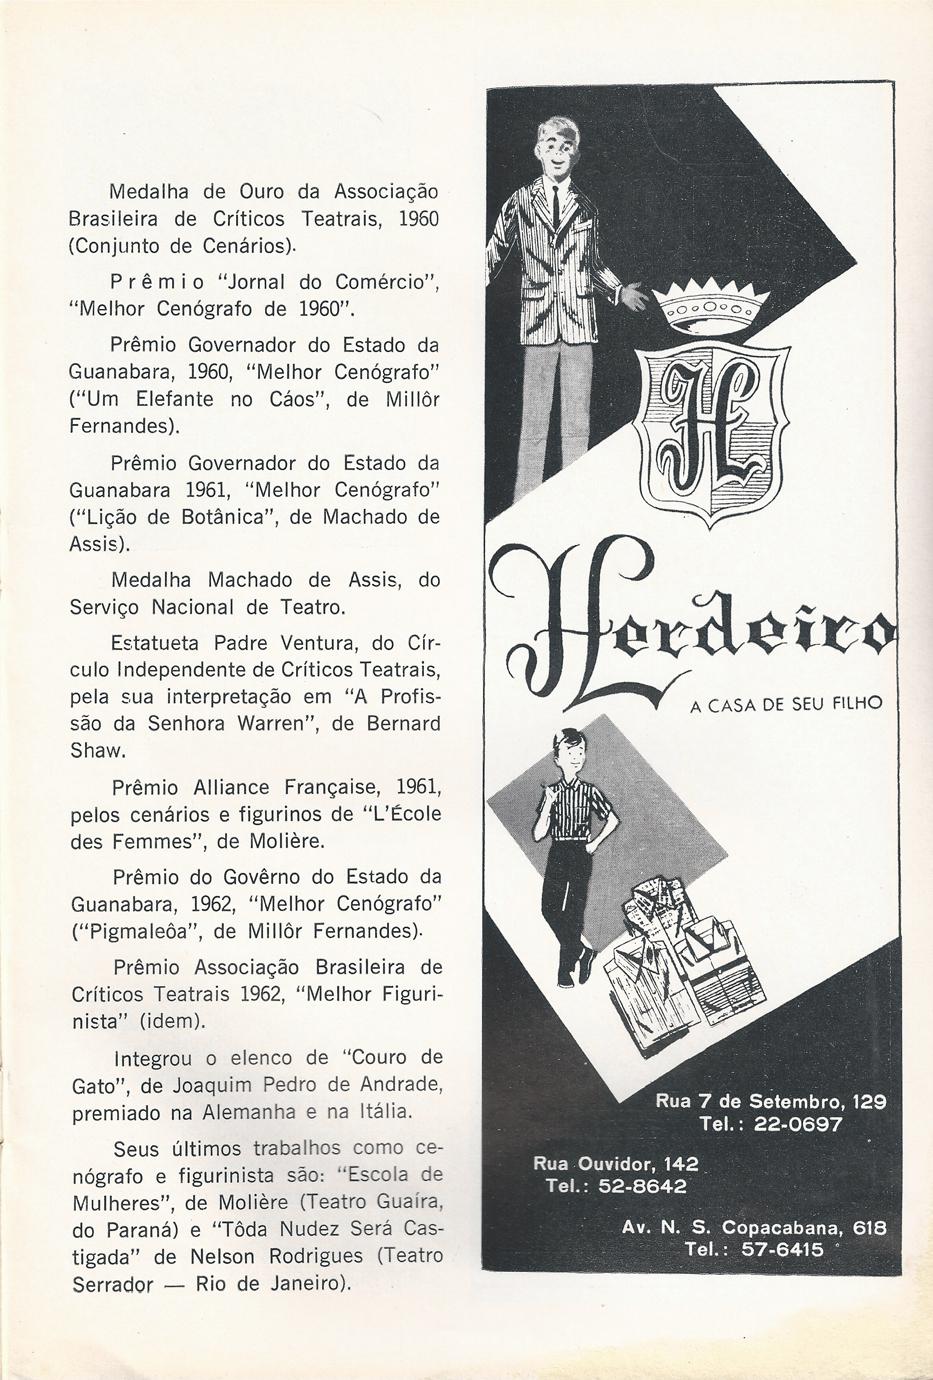 Medalha de Ouro da Associação
Brasileira de Críticos Teatrais, 1960
(Conjunto de Cenários).
Prêmio “Jornal do Comércio”,
“Melhor Cenógrafo de 1960”.
Prêmio Governador do Estado da
Guanabara, 1960, “Melhor Cenógrafo”
(“Um Elefante no Cáos”, de Millôr
Fernandes).
Prêmio Governador do Estado da
Guanabara 1961, “Melhor Cenógrafo”
(“Lição de Botânica”, de Machado de
Assis).
Medalha Machado de Assis, do
Serviço Nacional de Teatro.
Estatueta Padre Ventura, do Cír-
culo Independente de Críticos Teatrais,
pela sua interpretação em “A Profis-
são da Senhora Warren”, de Bernard
Shaw.
Prêmio Alliance Française, 1961,
pelos cenários e figurinos de “L'École
des Femmes”, de Molière.
Prêmio do Govêrno do Estado da
Guanabara, 1962, “Melhor Cenógrafo”
(“Pigmaleôa”, de Millôr Fernandes).
Prêmio Associação Brasileira de
Críticos Teatrais 1962, “Melhor Figuri-
nista” (idem).
Integrou o elenco de “Couro de
Gato”, de Joaquim Pedro de Andrade,
premiado na Alemanha e na Itália.
Seus últimos trabalhos como ce-
nógrafo e figurinista são: “Escola de
Mulheres”, de Molière (Teatro Guaíra,
do Paraná) e “Tôda Nudez Será Cas-
tigada” de Nelson Rodrigues (Teatro
Serrador — Rio de Janeiro).
H
Herdeiro
A CASA DE SEU FILHO
Rua 7 de Setembro, 129
Tel.: 22-0697
Rua Ouvidor, 142
Tel.: 52-8642
Av. N. S. Copacabana, 618
Tel.: 57-6415